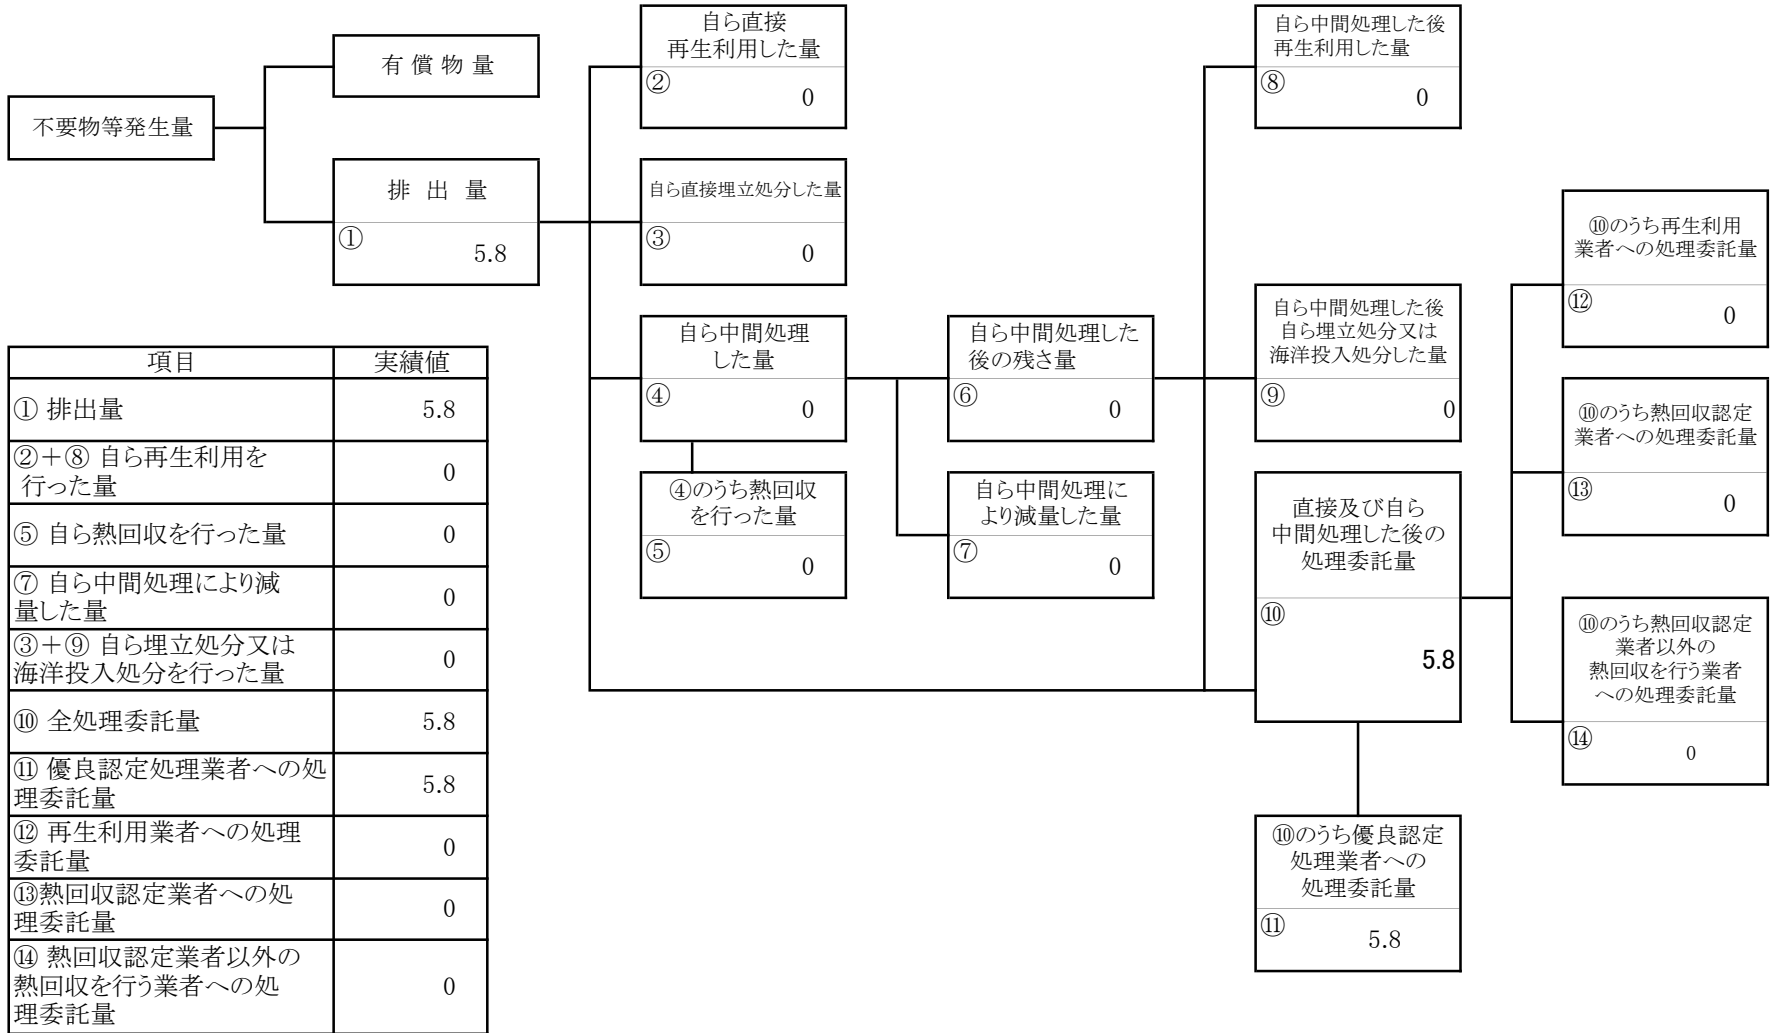 自ら直接
再生利用した量
②
0
自ら中間処理した後
再生利用した量
⑧
0
有 償 物 量
不要物等発生量
排 出 量
①
5.8
自ら直接埋立処分した量
③
0
⑩のうち再生利用
業者への処理委託量
⑫
0
自ら中間処理
した量
④
0
自ら中間処理した
後の残さ量
⑥
0
自ら中間処理した後
自ら埋立処分又は
海洋投入処分した量
⑨
0
⑩のうち熱回収認定
業者への処理委託量
⑬
0
④のうち熱回収
を行った量
⑤
0
自ら中間処理に
より減量した量
⑦
0
直接及び自ら
中間処理した後の
処理委託量
⑩
5.8
⑩のうち熱回収認定
業者以外の
熱回収を行う業者
への処理委託量
⑭
0
⑩のうち優良認定
処理業者への
処理委託量
⑪
5.8
項目 実績値
① 排出量 5.8
②＋⑧ 自ら再生利用を
行った量 0
⑤ 自ら熱回収を行った量 0
⑦ 自ら中間処理により減
量した量 0
③＋⑨ 自ら埋立処分又は
海洋投入処分を行った量 0
⑩ 全処理委託量 5.8
⑪ 優良認定処理業者への処
理委託量 5.8
⑫ 再生利用業者への処理
委託量 0
⑬熱回収認定業者への処
理委託量 0
⑭ 熱回収認定業者以外の
熱回収を行う業者への処
理委託量 0